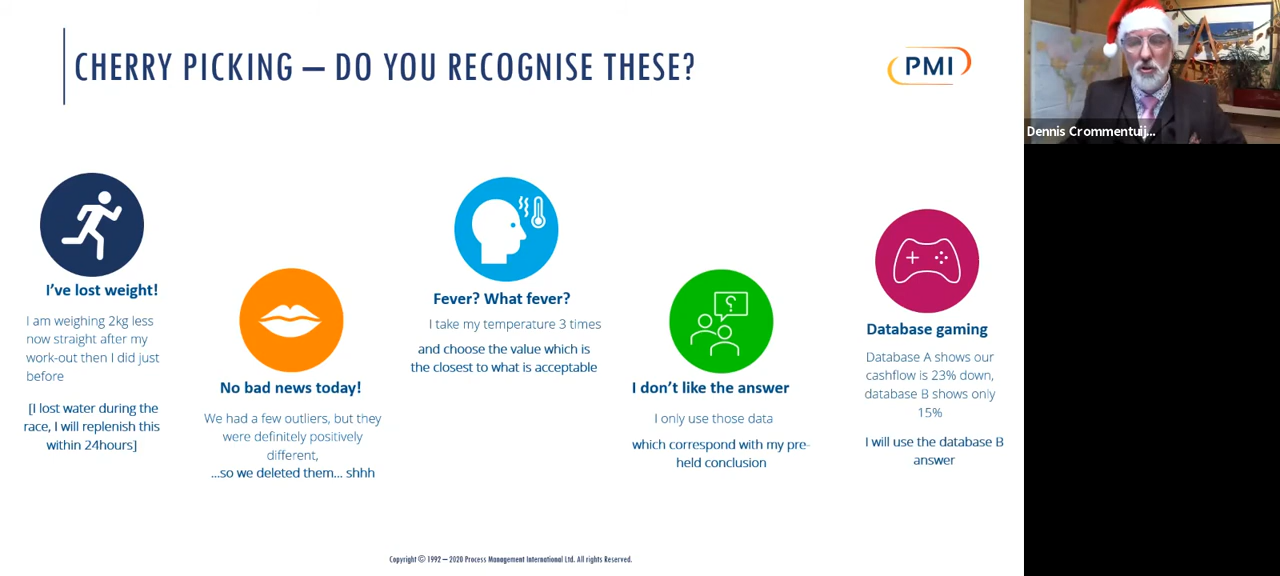 CHERRY PICKING – DO YOU RECOGNISE THESE?
PMI
Dennis Crommentuij...
I've lost weight!
I am weighing 2kg less
now straight after my
work-out then I did just
before
[I lost water during the
race, I will replenish this
within 24hours]
No bad news today!
We had a few outliers, but they
were definitely positively
different,
...so we deleted them... shhh
Fever? What fever?
I take my temperature 3 times
and choose the value which is
the closest to what is acceptable
?
I don't like the answer
I only use those data
which correspond with my pre-
held conclusion
Database gaming
Database A shows our
cashflow is 23% down,
database B shows only
15%
I will use the database B
answer
Copyright © 1992 – 2020 Process Management International Ltd. All rights Reserved.